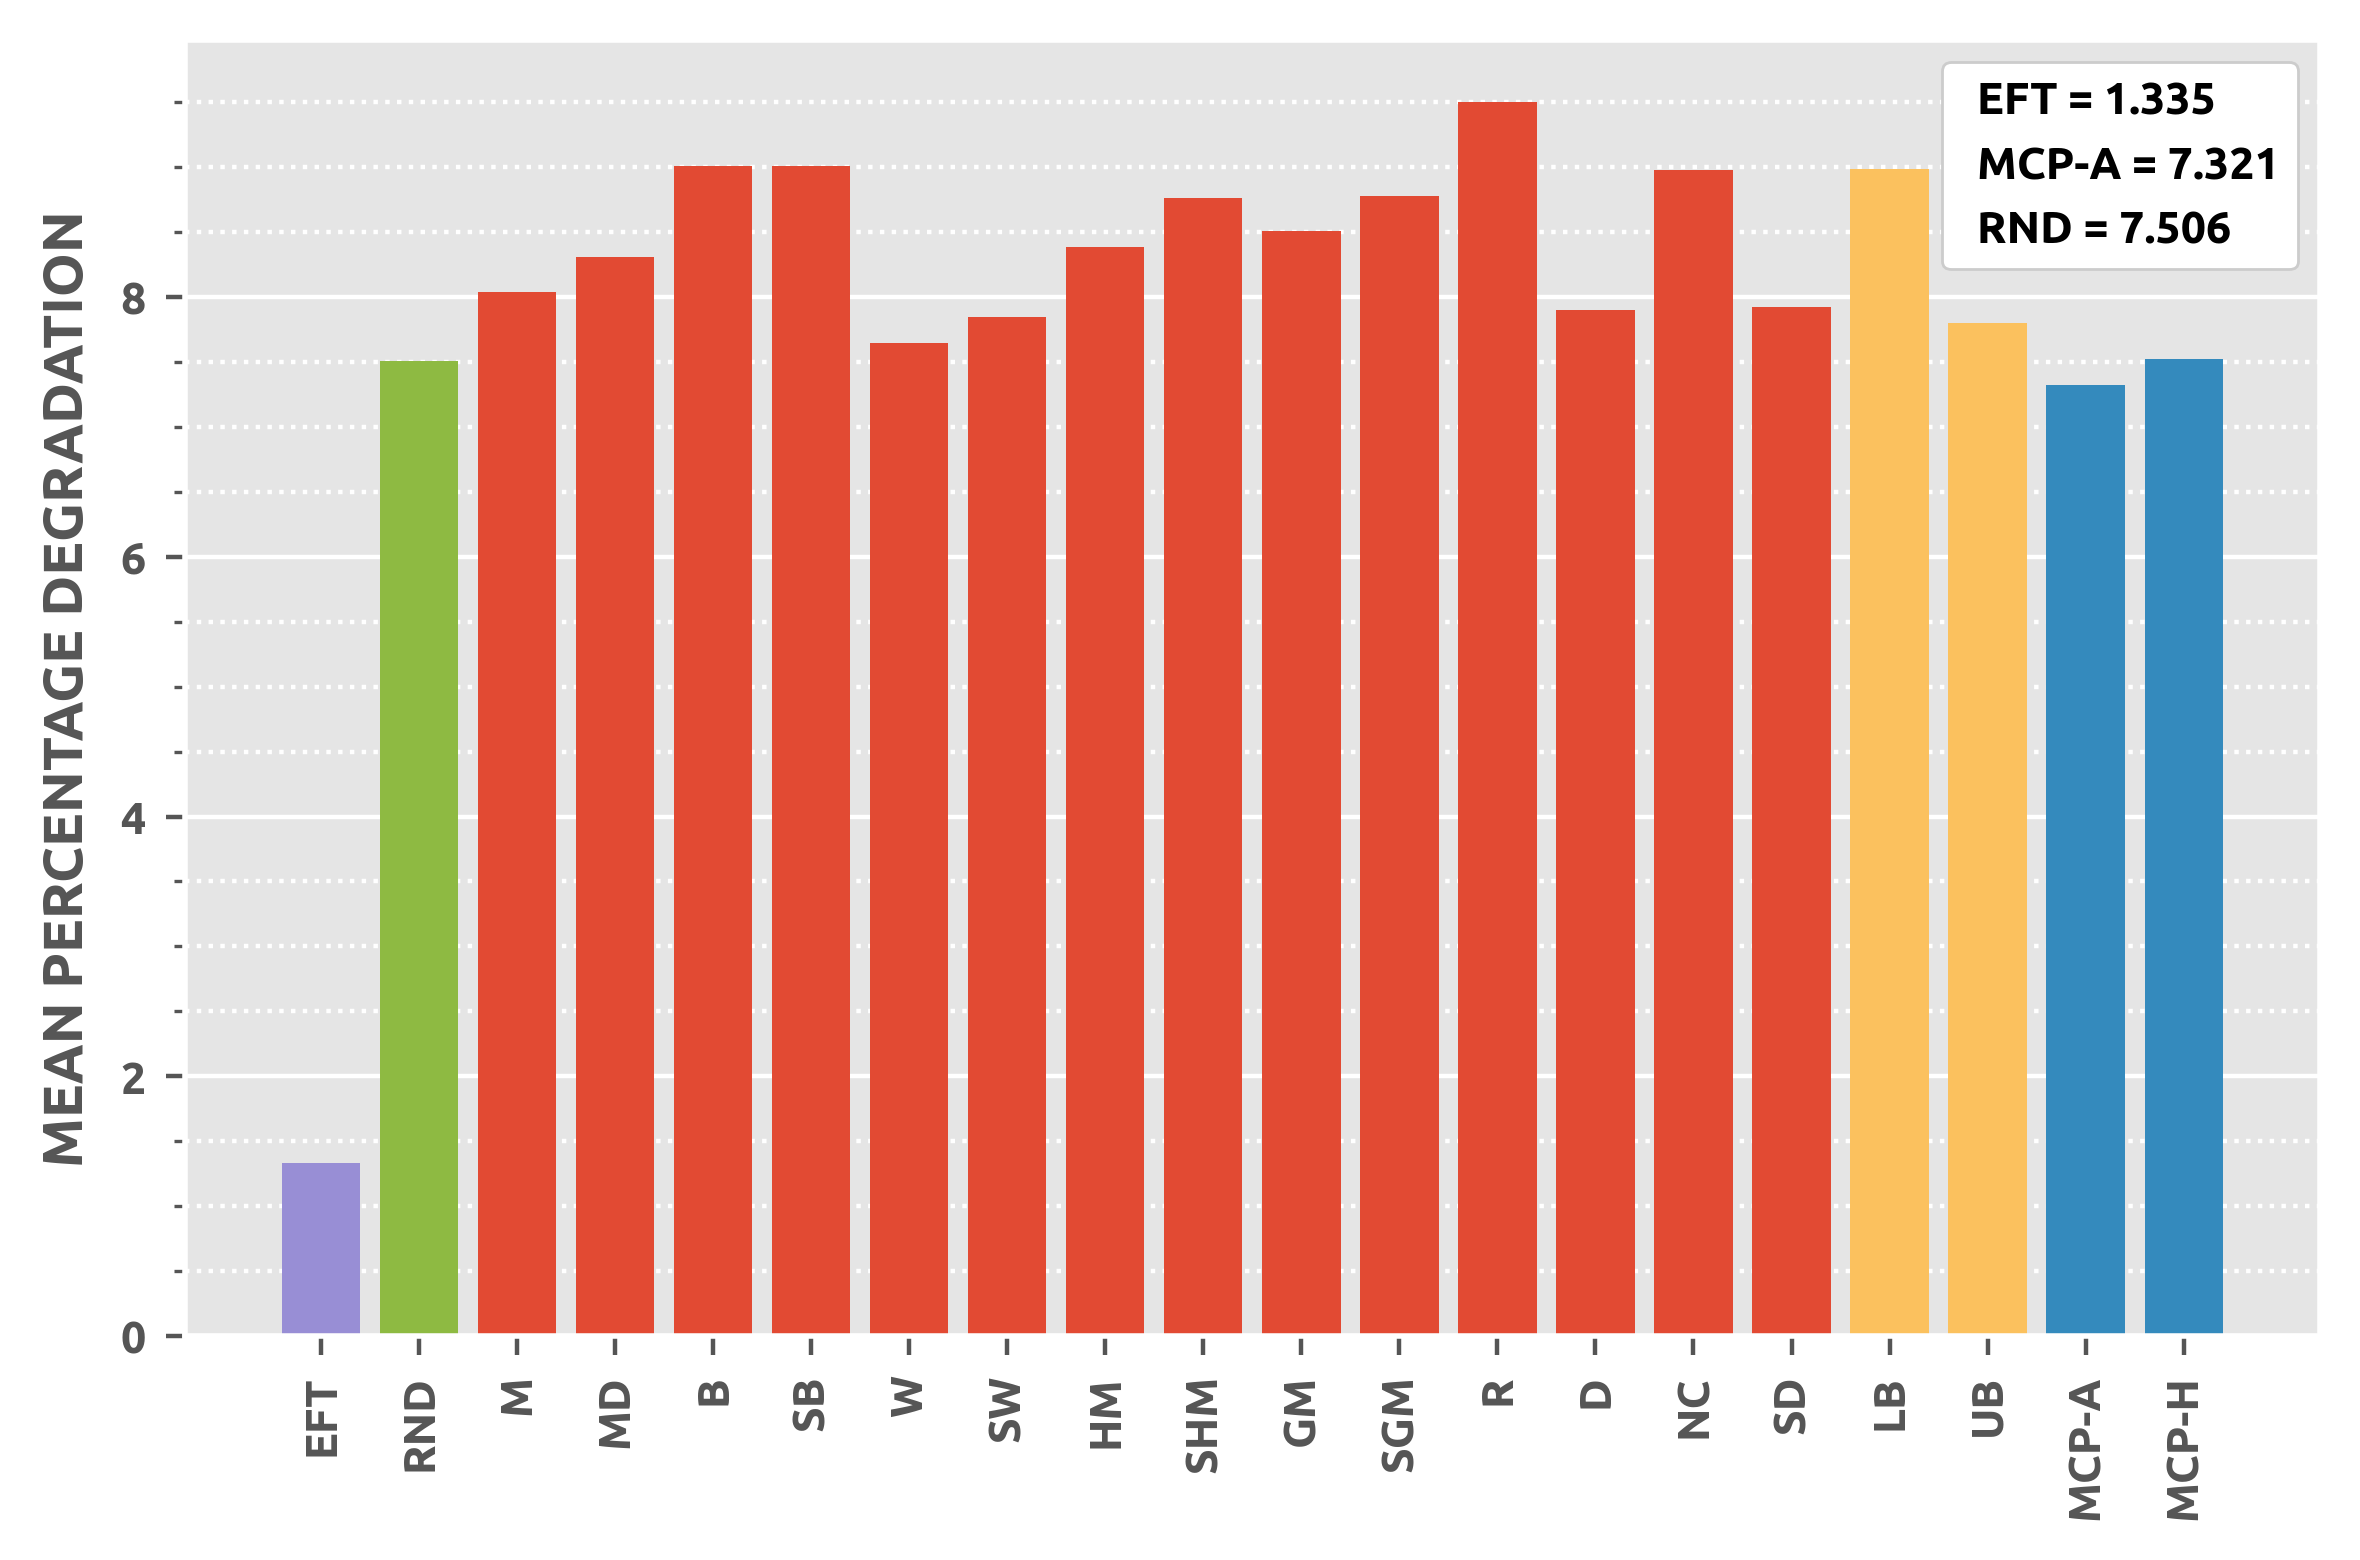 MEAN PERCENTAGE DEGRADATION
8
6
4
2
0
EFT = 1.335
MCP-A = 7.321
RND = 7.506
EFT
RND
M
MD
B
SB
W
SW
HM
SHM
GM
SGM
R
D
NC
SD
LB
UB
MCP-A
MCP-H